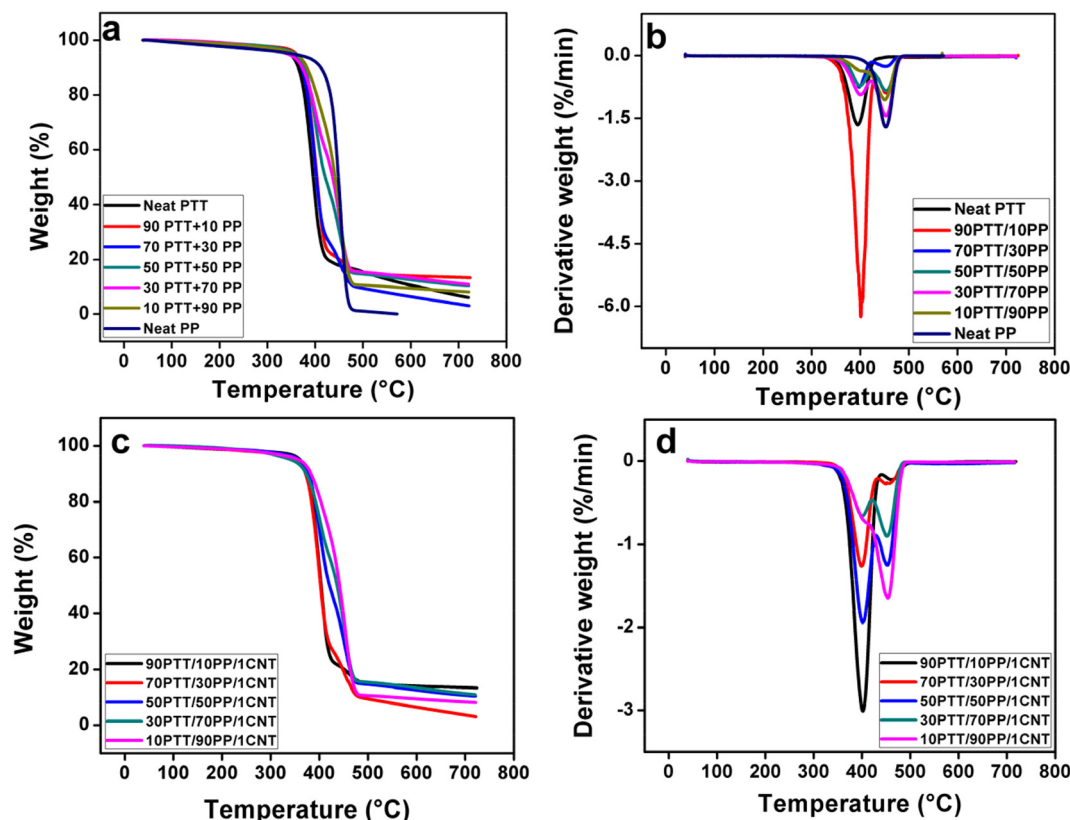 a
100
80
60
40
20
0
Weight (%)
Neat PTT
90 PTT+10 PP
70 PTT+30 PP
50 PTT+50 PP
30 PTT+70 PP
10 PTT+90 PP
Neat PP
0 100 200 300 400 500 600 700 800
Temperature (°C)
b
0.0
-1.5
-3.0
-4.5
-6.0
Derivative weight (%/min)
Neat PTT
90PTT/10PP
70PTT/30PP
50PTT/50PP
30PTT/70PP
10PTT/90PP
Neat PP
0 100 200 300 400 500 600 700 800
Temperature (°C)
c
100
80
60
40
20
0
Weight (%)
90PTT/10PP/1CNT
70PTT/30PP/1CNT
50PTT/50PP/1CNT
30PTT/70PP/1CNT
10PTT/90PP/1CNT
0 100 200 300 400 500 600 700 800
Temperature (°C)
d
0
-1
-2
-3
Derivative weight (%/min)
90PTT/10PP/1CNT
70PTT/30PP/1CNT
50PTT/50PP/1CNT
30PTT/70PP/1CNT
10PTT/90PP/1CNT
0 100 200 300 400 500 600 700 800
Temperature (°C)